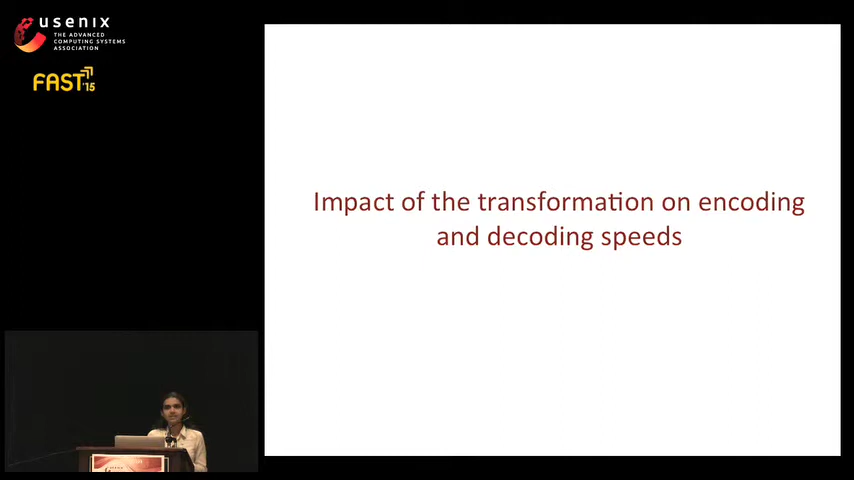 usenix
THE ADVANCED
COMPUTING SYSTEMS
ASSOCIATION
FAST'15
Impact of the transformation on encoding
and decoding speeds